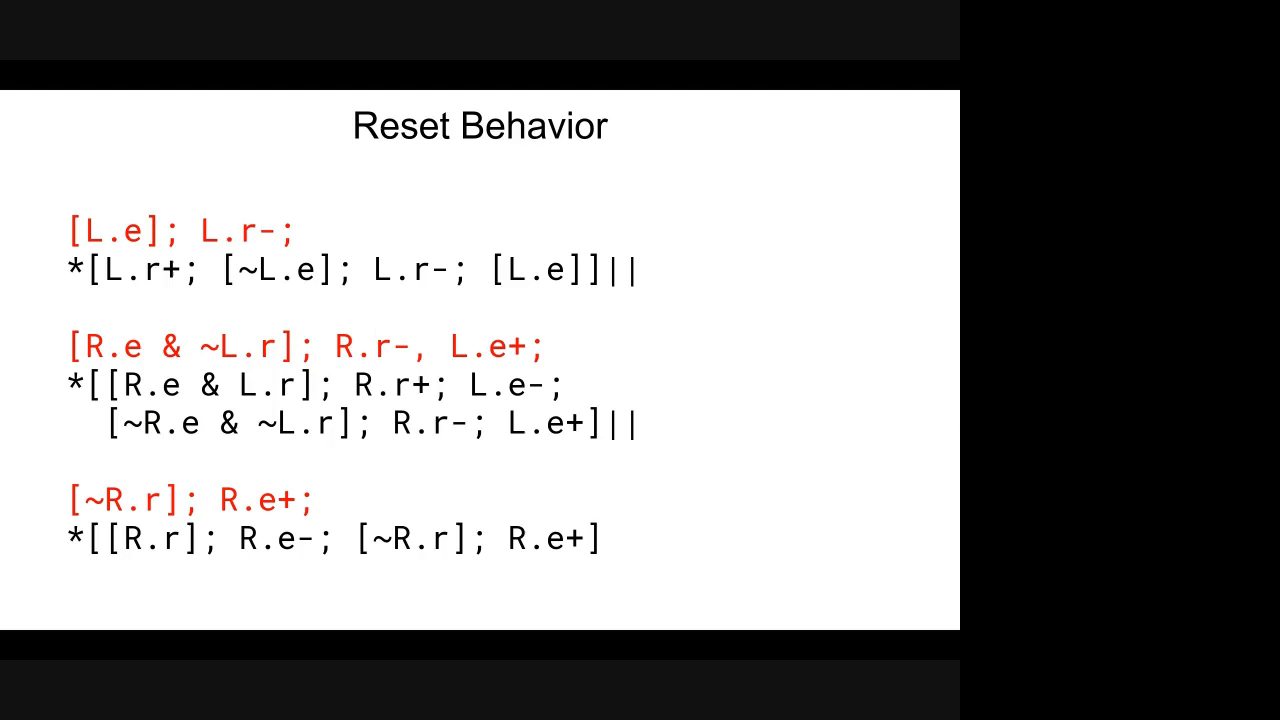 Reset Behavior
[L.e]; L.r-;
*[L.r+; [~L.e]; L.r-; [L.e]]||
[R.e & ~L.r]; R.r-, L.e+;
*[[R.e & L.r]; R.r+; L.e-;
[~R.e & ~L.r]; R.r-; L.e+]||
[~R.r]; R.e+;
*[[R.r]; R.e-; [~R.r]; R.e+]